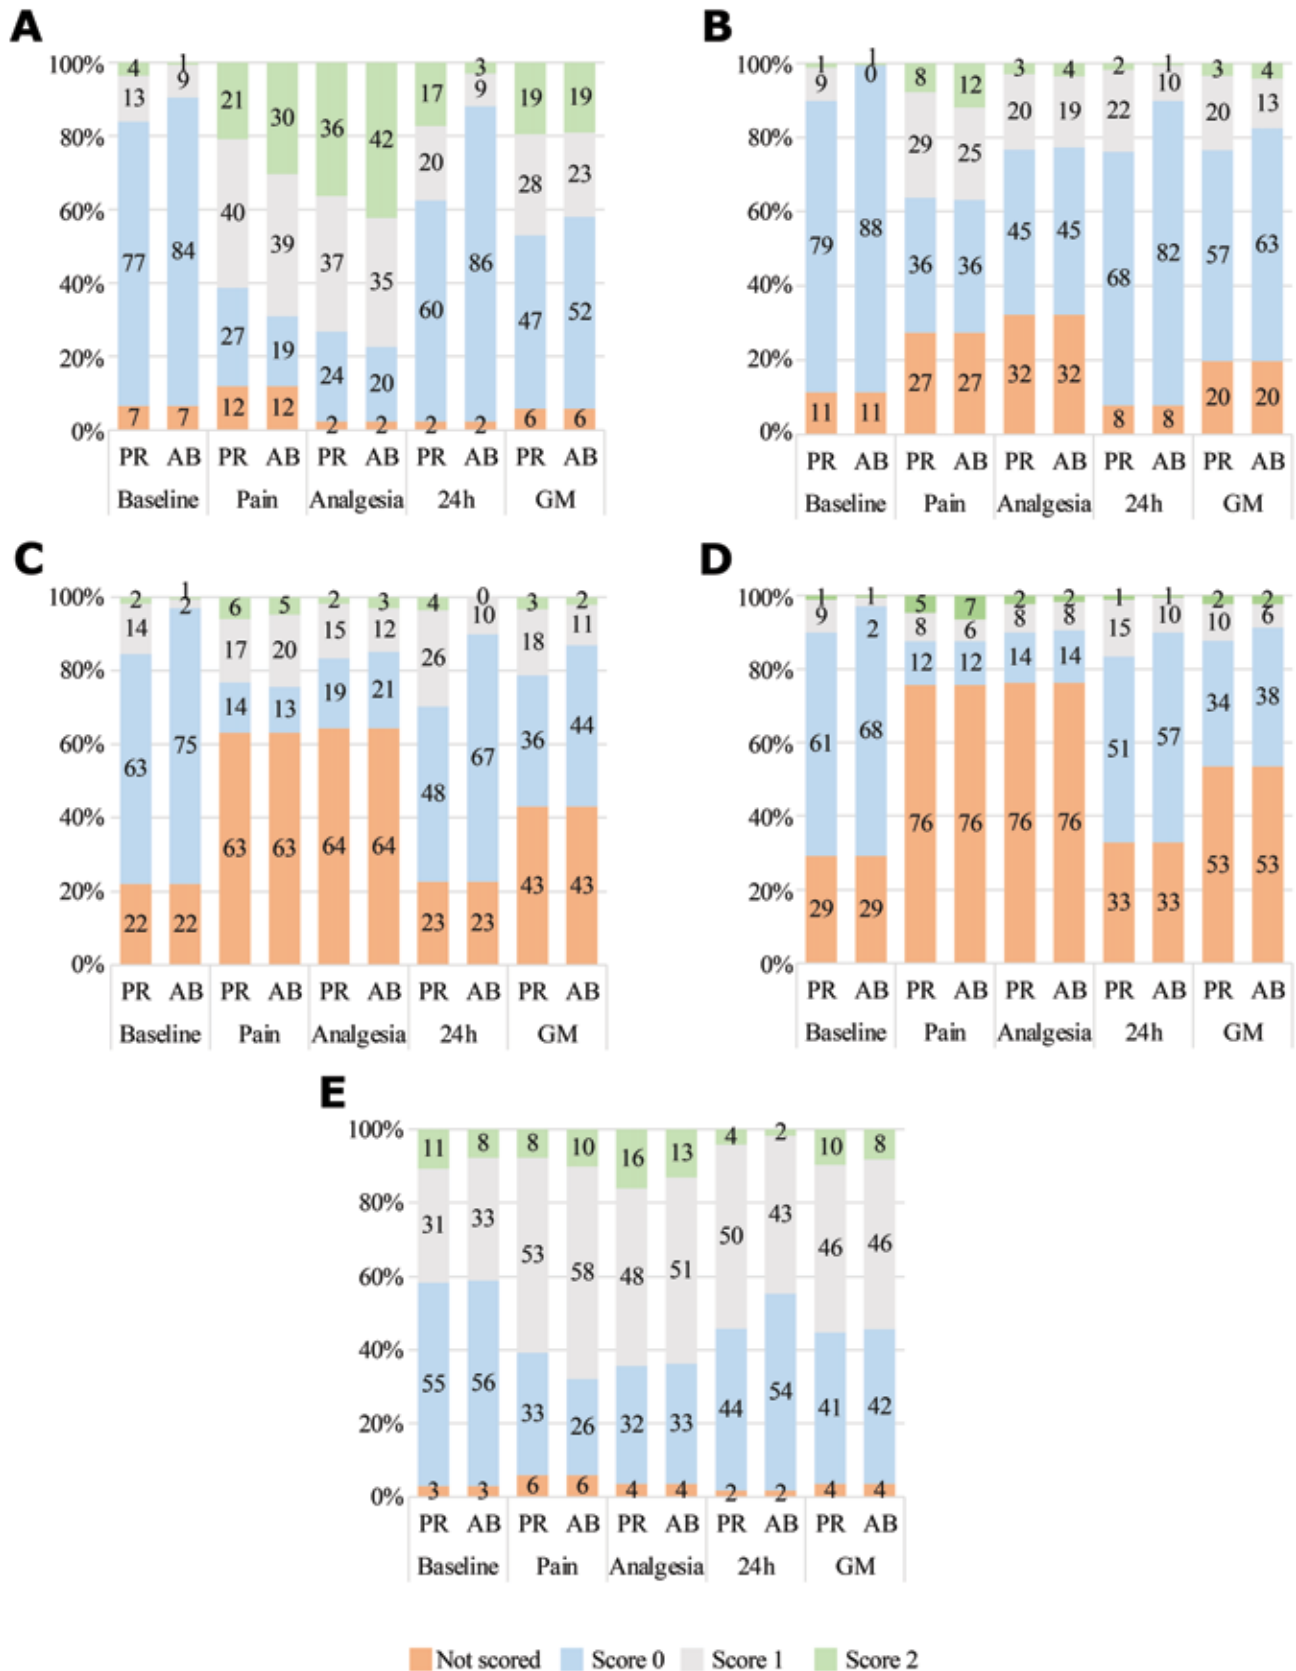 A
100%
80%
60%
40%
20%
0%
4 1 21 30 36 42 17 3 19 19
13 9 40 39 37 35 20 9 28 23
77 84 27 19 24 20 60 86 47 52
7 7 12 12 2 2 2 2 6 6
PR AB PR AB PR AB PR AB PR AB
Baseline Pain Analgesia 24h GM
B
100%
80%
60%
40%
20%
0%
1 1 8 12 3 4 2 1 3 4
9 0 29 25 20 19 22 10 20 13
79 88 36 36 45 45 68 82 57 63
11 11 27 27 32 32 8 8 20 20
PR AB PR AB PR AB PR AB PR AB
Baseline Pain Analgesia 24h GM
C
100%
80%
60%
40%
20%
0%
2 1 6 5 2 3 4 0 3 2
14 2 17 20 15 12 26 10 18 11
63 75 14 13 19 21 48 67 36 44
22 22 63 63 64 64 23 23 43 43
PR AB PR AB PR AB PR AB PR AB
Baseline Pain Analgesia 24h GM
D
100%
80%
60%
40%
20%
0%
1 1 5 7 2 2 1 1 2 2
9 2 8 6 8 8 15 10 10 6
61 68 12 12 14 14 51 57 34 38
29 29 76 76 76 76 33 33 53 53
PR AB PR AB PR AB PR AB PR AB
Baseline Pain Analgesia 24h GM
E
100%
80%
60%
40%
20%
0%
11 8 8 10 16 13 4 2 10 8
31 33 53 58 48 51 50 43 46 46
55 56 33 26 32 33 44 54 41 42
3 3 6 6 4 4 2 2 4 4
PR AB PR AB PR AB PR AB PR AB
Baseline Pain Analgesia 24h GM
Not scored Score 0 Score 1 Score 2